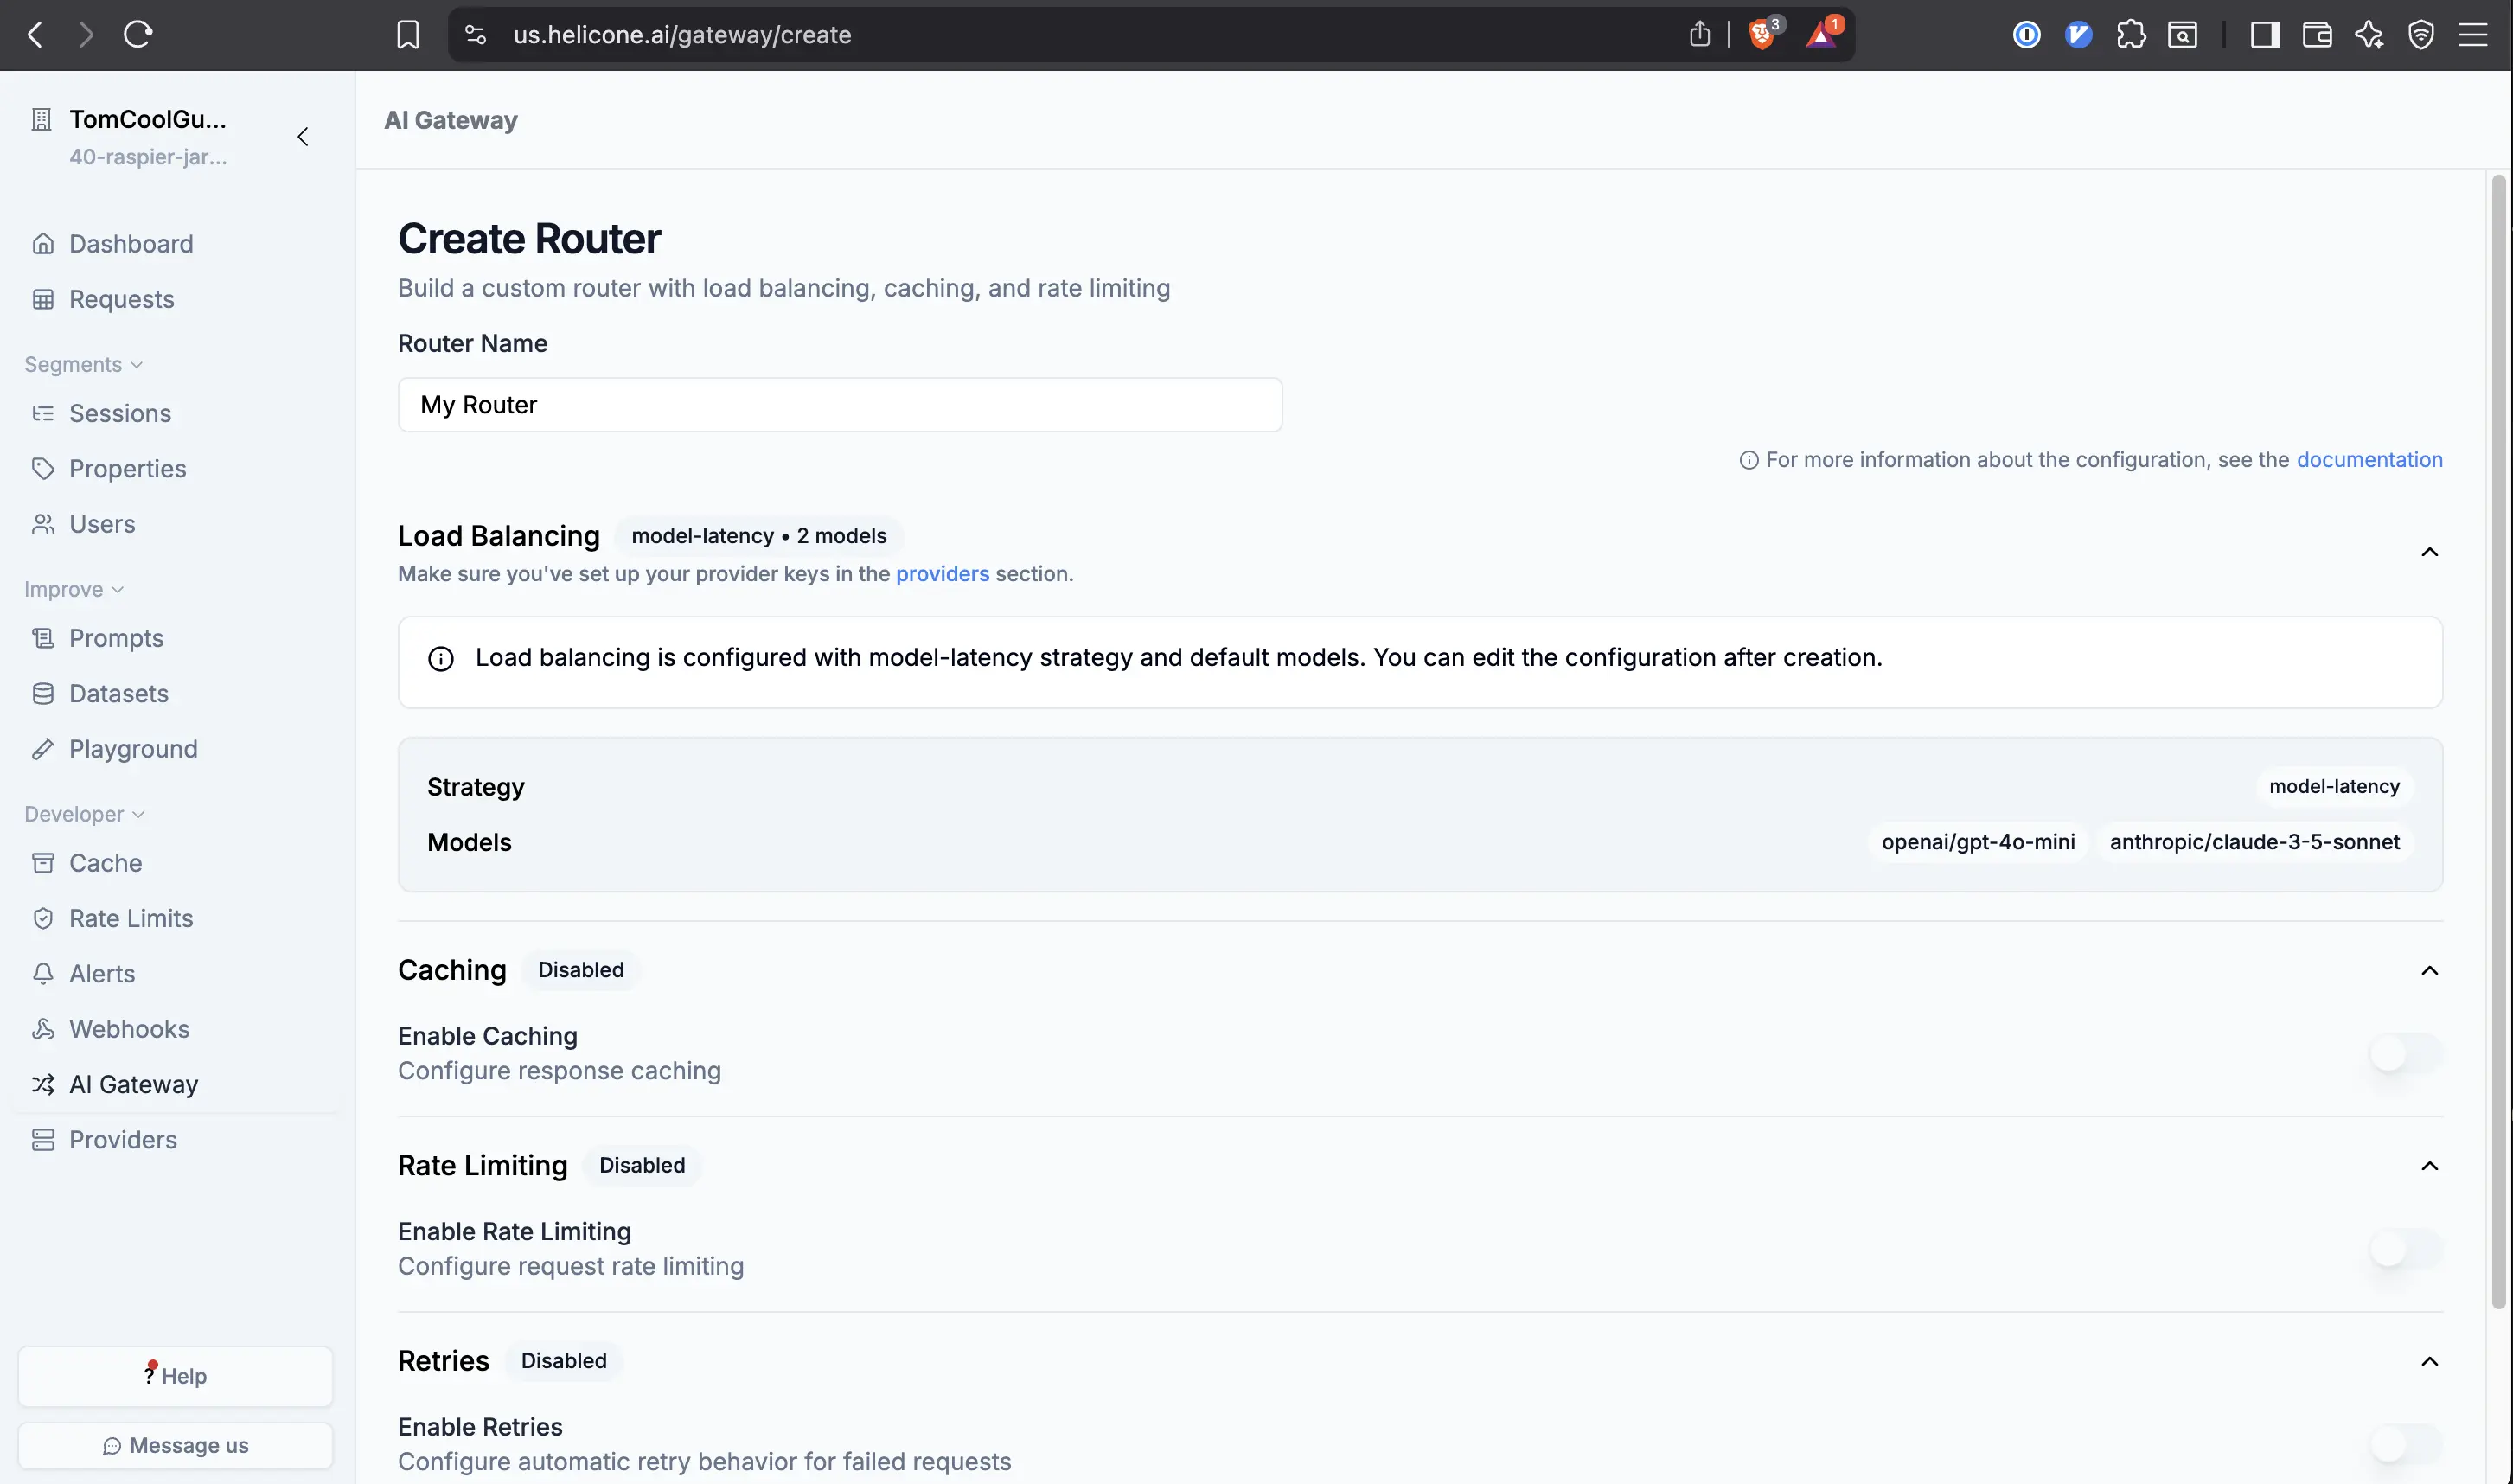 us.helicone.ai/gateway/create
3
1
TomCoolGu...
40-raspier-jar...
Dashboard
Requests
Segments
Sessions
Properties
Users
Improve
Prompts
Datasets
Playground
Developer
Cache
Rate Limits
Alerts
Webhooks
AI Gateway
Providers
? Help
Message us
AI Gateway
Create Router
Build a custom router with load balancing, caching, and rate limiting
Router Name
My Router
For more information about the configuration, see the documentation
Load Balancing model-latency • 2 models
Make sure you've set up your provider keys in the providers section.
Load balancing is configured with model-latency strategy and default models. You can edit the configuration after creation.
Strategy model-latency
Models openai/gpt-4o-mini anthropic/claude-3-5-sonnet
Caching Disabled
Enable Caching
Configure response caching
Rate Limiting Disabled
Enable Rate Limiting
Configure request rate limiting
Retries Disabled
Enable Retries
Configure automatic retry behavior for failed requests